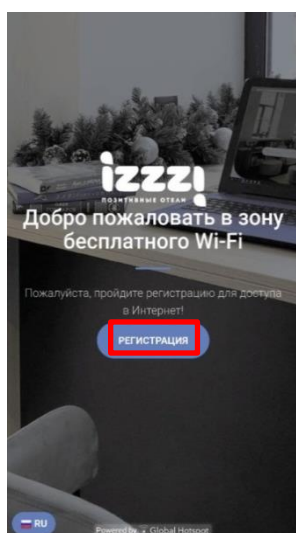 izzzi
ПОЗИТИВНЫЕ ОТЕЛИ
Добро пожаловать в зону
бесплатного Wi-Fi
Пожалуйста, пройдите регистрацию для доступа
в Интернет!
РЕГИСТРАЦИЯ
RU
Powered by • Global Hotspot